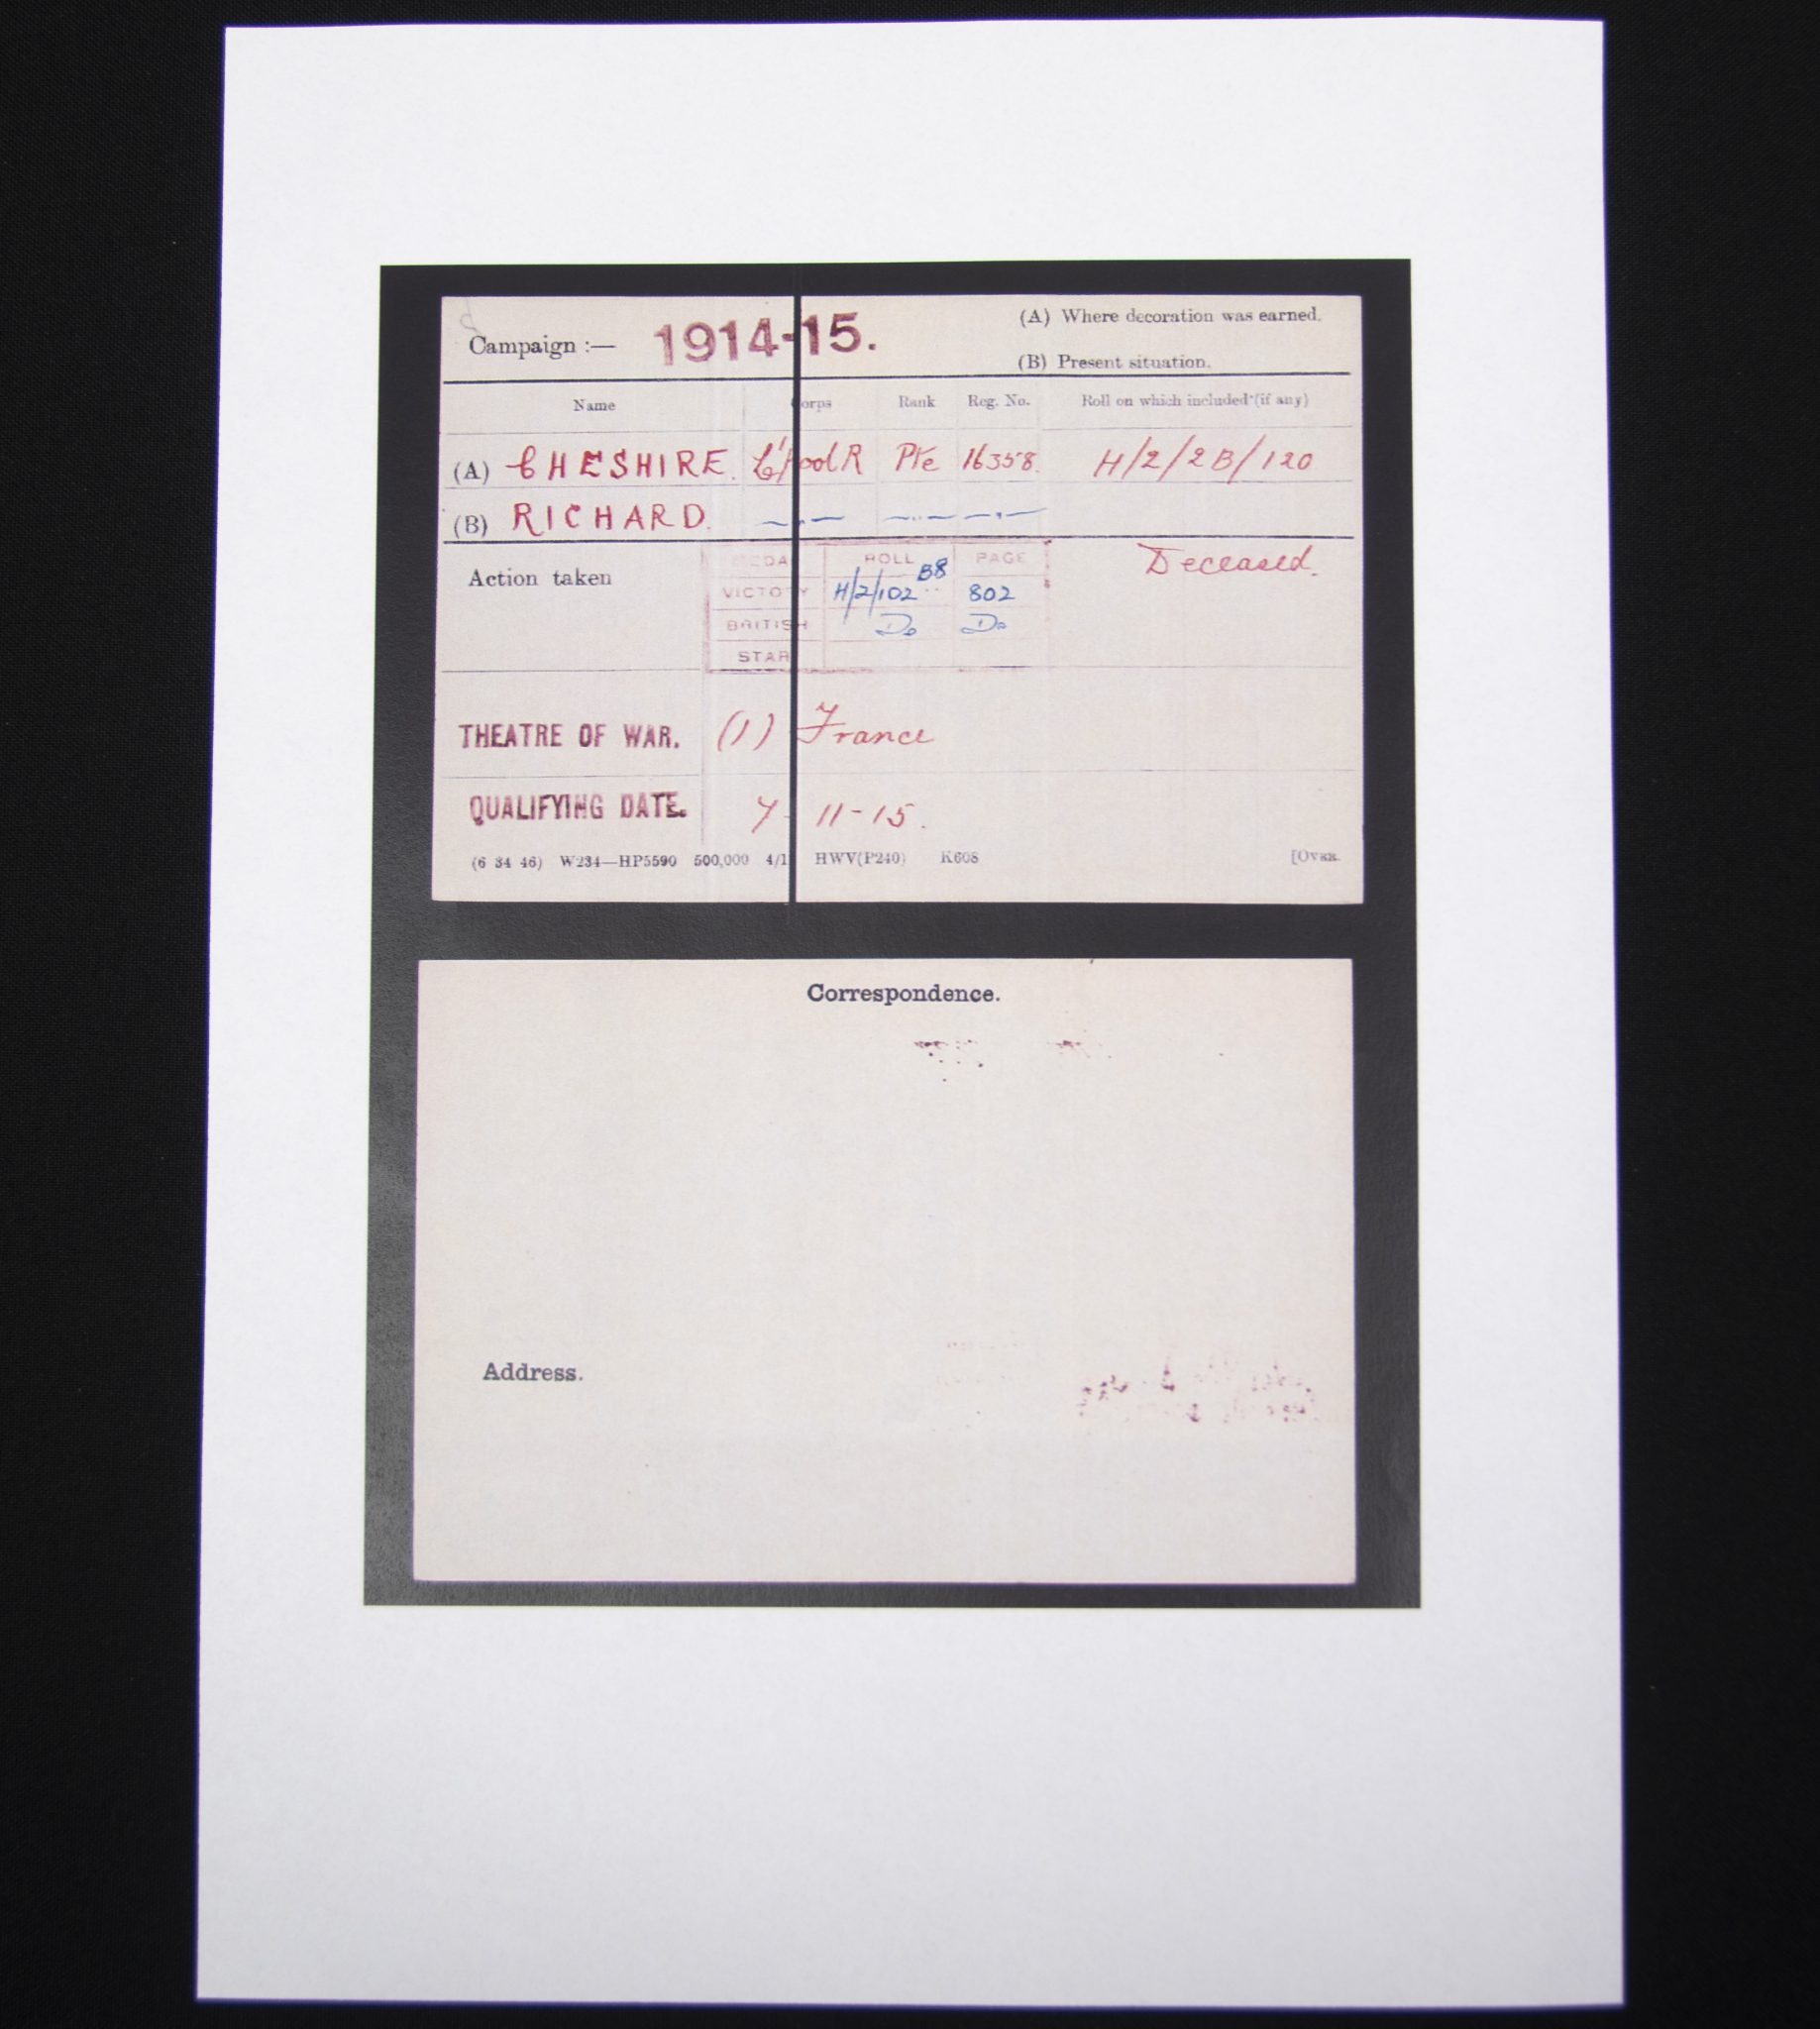 Campaign :— 1914-15. (A) Where decoration was earned.
(B) Present situation.
Name orps Rank Reg. No. Roll on which included (if any)
(A) CHESHIRE. L'pool R Pte 16358. H/2/2B/120
(B) RICHARD. —·— —··— —·—
Action taken EDA ROLL PAGE Deceased.
VICTO Y H/2/102 B8 802
BRITISH Do Do
STAR
THEATRE OF WAR. (1) France
QUALIFYING DATE. 7- 11-15.
(6 34 46) W234—HP5590 500,000 4/1 HWV(P240) K608 [OVER.
Correspondence.
Address.